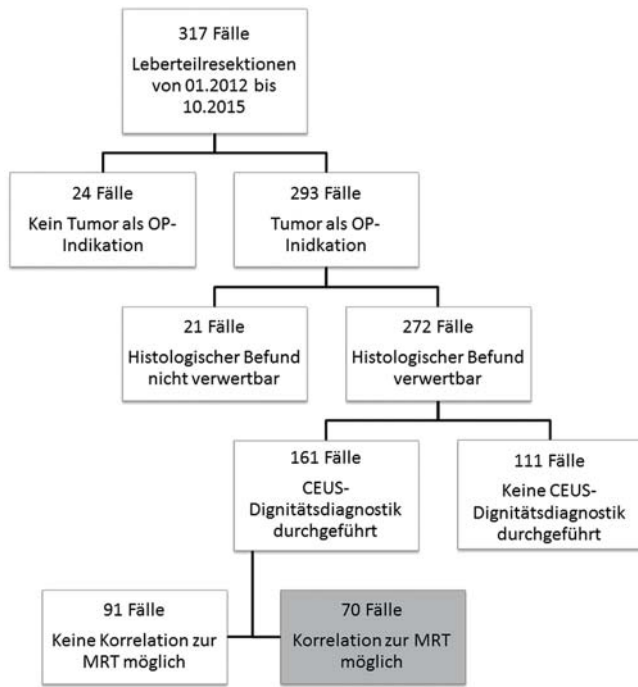 317 Fälle
Leberteilresektionen
von 01.2012 bis
10.2015
24 Fälle
Kein Tumor als OP-
Indikation
293 Fälle
Tumor als OP-
Inidkation
21 Fälle
Histologischer Befund
nicht verwertbar
272 Fälle
Histologischer Befund
verwertbar
161 Fälle
CEUS-
Dignitätsdiagnostik
durchgeführt
111 Fälle
Keine CEUS-
Dignitätsdiagnostik
durchgeführt
91 Fälle
Keine Korrelation zur
MRT möglich
70 Fälle
Korrelation zur MRT
möglich